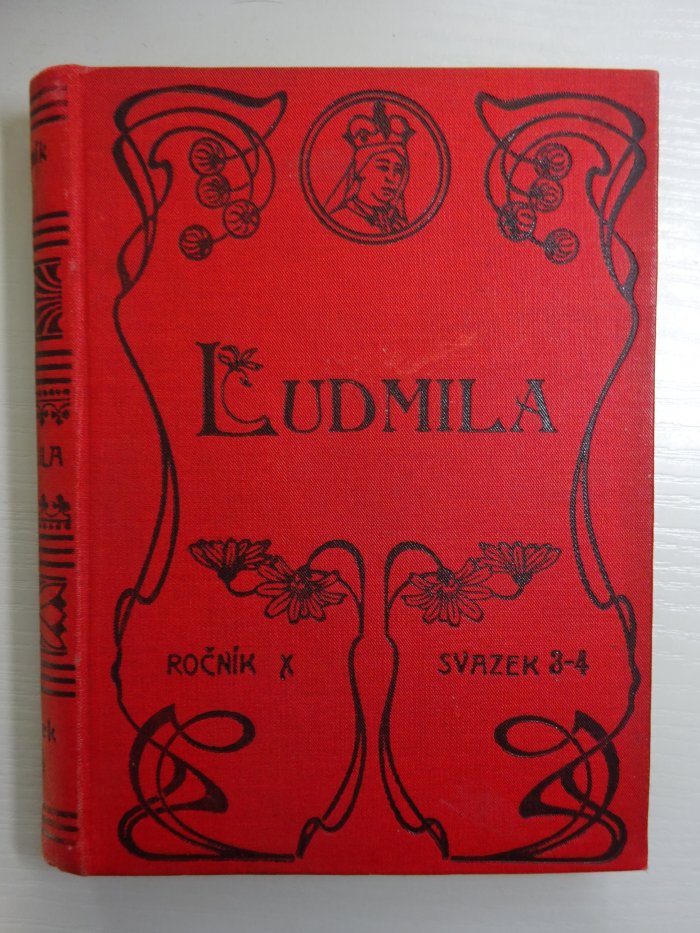 LUDMILA
ROČNÍK X
SVAZEK 3-4